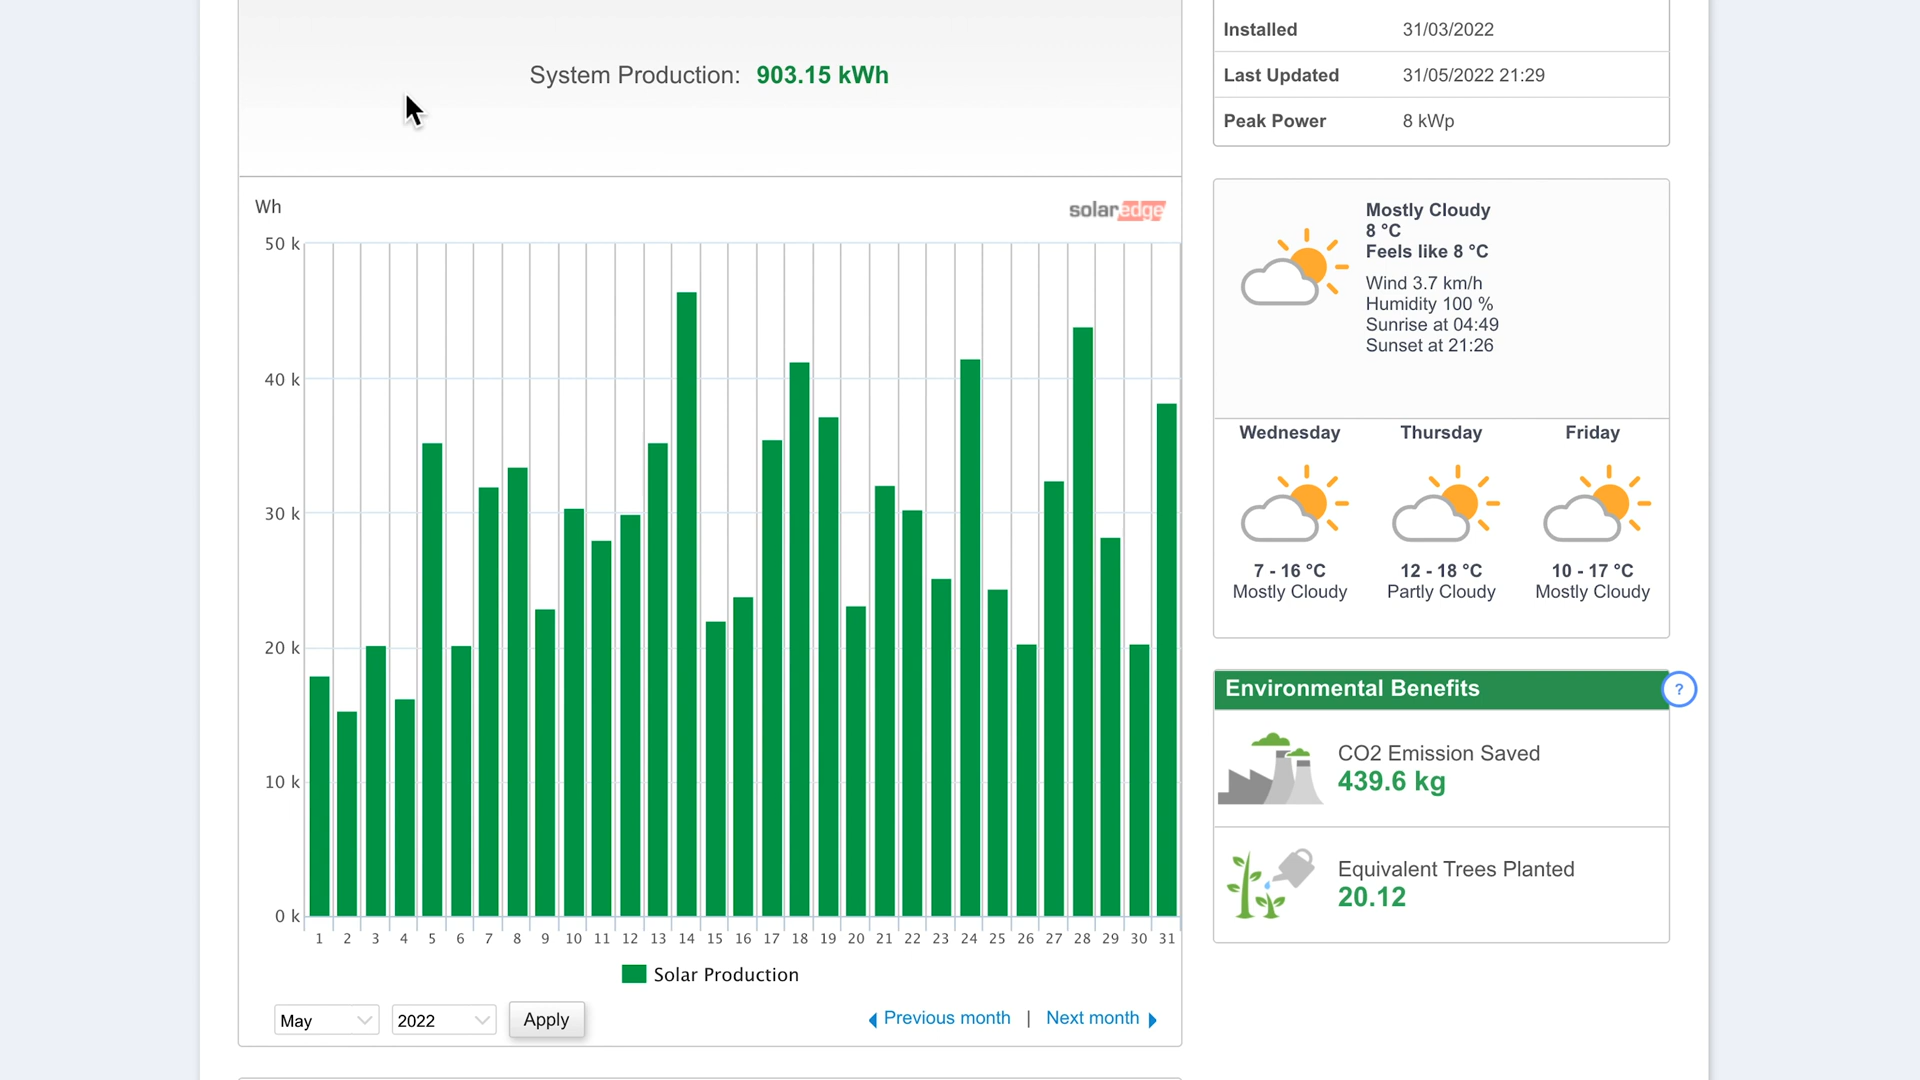 System Production: 903.15 kWh
Wh
solaredge
50 k
40 k
30 k
20 k
10 k
0 k
1 2 3 4 5 6 7 8 9 10 11 12 13 14 15 16 17 18 19 20 21 22 23 24 25 26 27 28 29 30 31
Solar Production
May 2022 Apply Previous month | Next month
Installed 31/03/2022
Last Updated 31/05/2022 21:29
Peak Power 8 kWp
Mostly Cloudy
8 °C
Feels like 8 °C
Wind 3.7 km/h
Humidity 100 %
Sunrise at 04:49
Sunset at 21:26
Wednesday Thursday Friday
7 - 16 °C 12 - 18 °C 10 - 17 °C
Mostly Cloudy Partly Cloudy Mostly Cloudy
Environmental Benefits ?
CO2 Emission Saved
439.6 kg
Equivalent Trees Planted
20.12